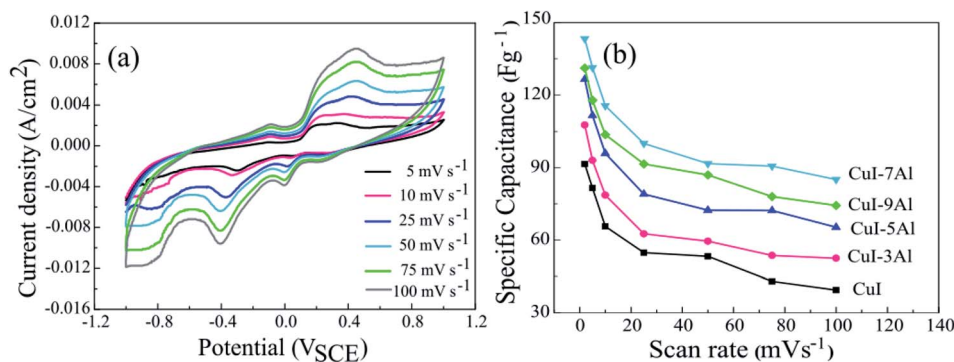 (a)
Current density (A/cm²)
0.012
0.008
0.004
0.000
-0.004
-0.008
-0.012
-0.016
-1.2
-0.8
-0.4
0.0
0.4
0.8
1.2
Potential (V_SCE)
5 mV s⁻¹
10 mV s⁻¹
25 mV s⁻¹
50 mV s⁻¹
75 mV s⁻¹
100 mV s⁻¹
(b)
Specific Capacitance (Fg⁻¹)
150
120
90
60
30
0
20
40
60
80
100
120
Scan rate (mVs⁻¹)
CuI-7Al
CuI-9Al
CuI-5Al
CuI-3Al
CuI